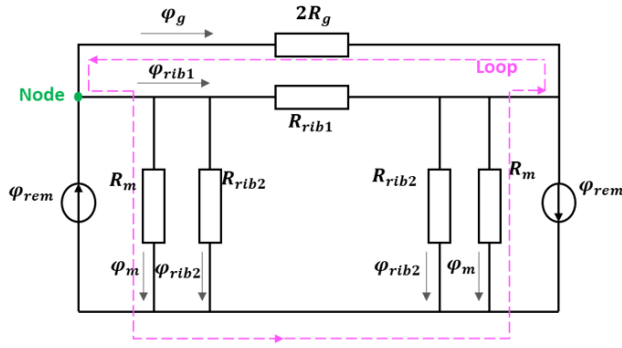 φg
2Rg
Loop
φrib1
Node
Rrib1
Rm
Rrib2
Rrib2
Rm
φrem
φrem
φm
φrib2
φrib2
φm